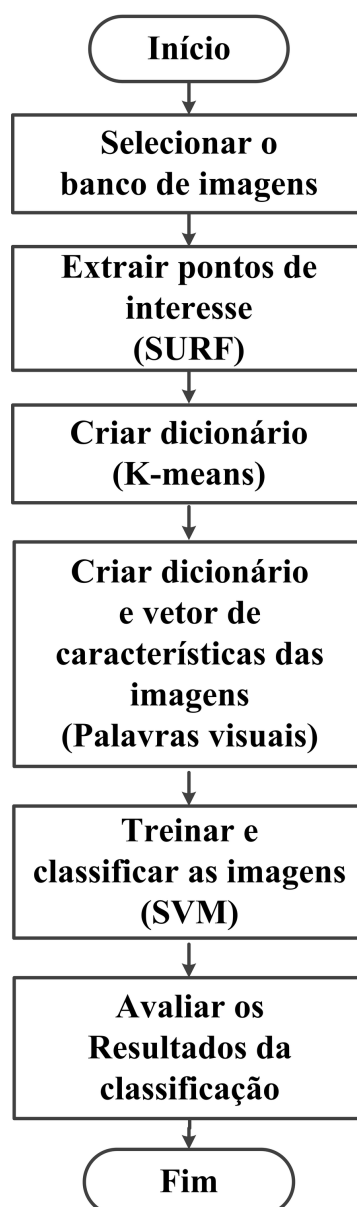 Início
Selecionar o
banco de imagens
Extrair pontos de
interesse
(SURF)
Criar dicionário
(K-means)
Criar dicionário
e vetor de
características das
imagens
(Palavras visuais)
Treinar e
classificar as imagens
(SVM)
Avaliar os
Resultados da
classificação
Fim